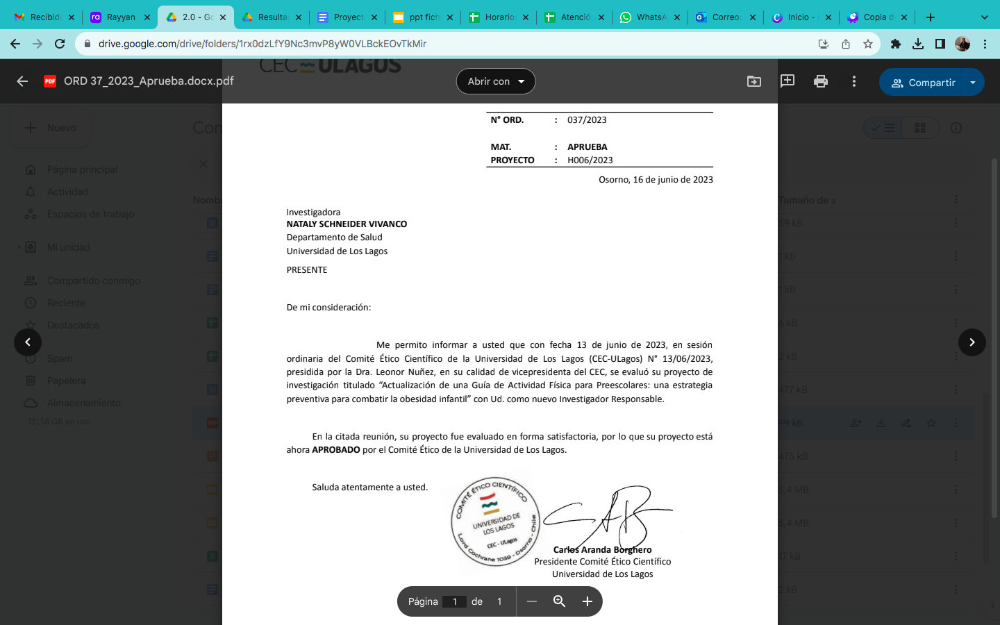 Recibido
Rayyan
2.0 - Go
Resulta
Proyect
ppt fich
Horario
Atenció
WhatsA
Correo:
Inicio -
Copia d
drive.google.com/drive/folders/1rx0dzLfY9Nc3mvP8yW0VLBckEOvTkMir
CEC ULAGOS
ORD 37_2023_Aprueba.docx.pdf
Abrir con
Compartir
Nuevo
Página principal
Actividad
Espacios de trabajo
Mi unidad
Compartido conmigo
Reciente
Destacados
Spam
Papelera
Almacenamiento
131,58 GB en uso
Con
Nombr
Tamaño de a
59 kB
1 kB
1 kB
6 kB
2 kB
477 kB
99 kB
475 kB
5,4 MB
5,4 MB
17 kB
2 kB
N° ORD. : 037/2023
MAT. : APRUEBA
PROYECTO : H006/2023
Osorno, 16 de junio de 2023
Investigadora
NATALY SCHNEIDER VIVANCO
Departamento de Salud
Universidad de Los Lagos
PRESENTE
De mi consideración:
Me permito informar a usted que con fecha 13 de junio de 2023, en sesión
ordinaria del Comité Ético Científico de la Universidad de Los Lagos (CEC-ULagos) N° 13/06/2023,
presidida por la Dra. Leonor Nuñez, en su calidad de vicepresidenta del CEC, se evaluó su proyecto de
investigación titulado “Actualización de una Guía de Actividad Física para Preescolares: una estrategia
preventiva para combatir la obesidad infantil” con Ud. como nuevo Investigador Responsable.
En la citada reunión, su proyecto fue evaluado en forma satisfactoria, por lo que su proyecto está
ahora APROBADO por el Comité Ético de la Universidad de Los Lagos.
Saluda atentamente a usted.
COMITÉ ÉTICO CIENTÍFICO
UNIVERSIDAD DE
LOS LAGOS
CEC - ULagos
Lord Cochrane 1039 - Osorno - Chile
Carlos Aranda Borghero
Presidente Comité Ético Científico
Universidad de Los Lagos
Página 1 de 1